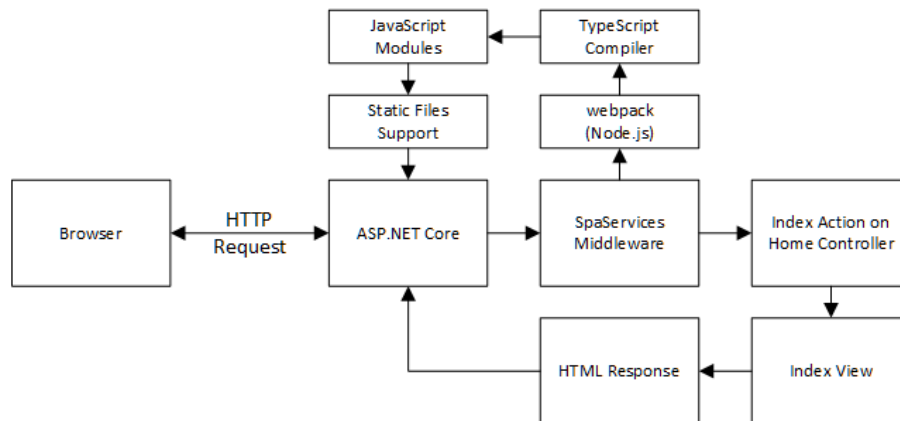 JavaScript
Modules
TypeScript
Compiler
Static Files
Support
webpack
(Node.js)
Browser
HTTP
Request
ASP.NET Core
SpaServices
Middleware
Index Action on
Home Controller
HTML Response
Index View